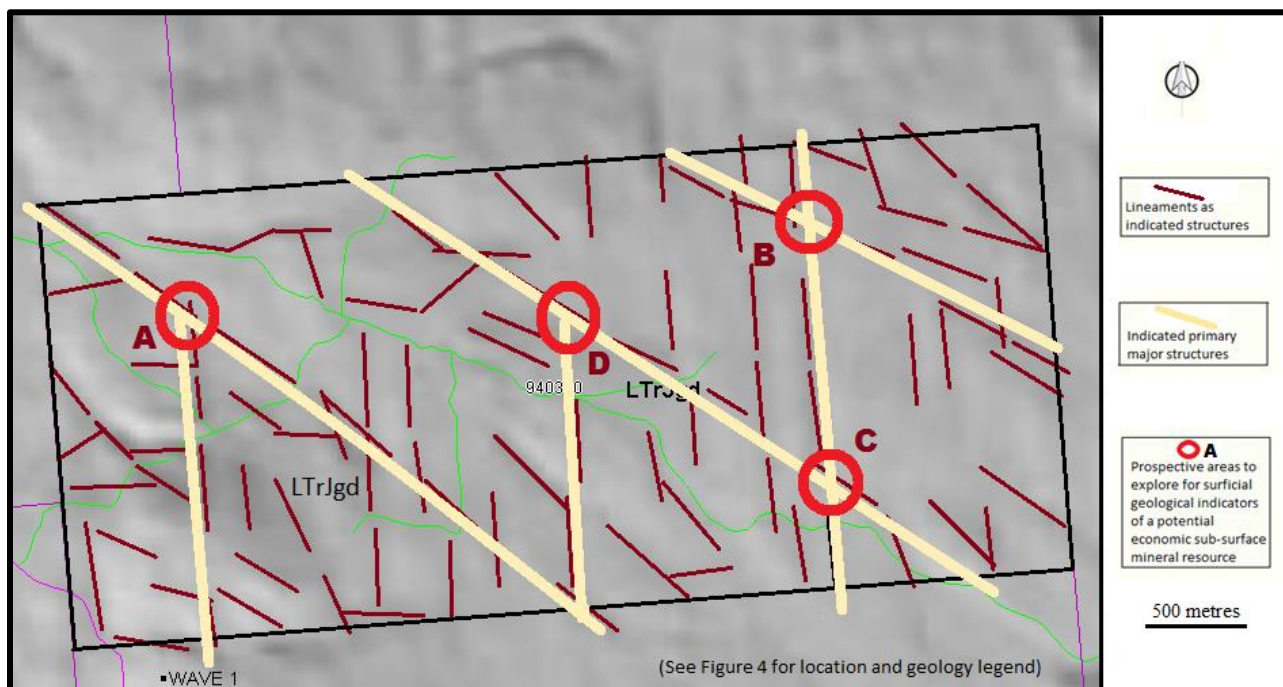 B
A
D
940310
LTrJgd
C
LTrJgd
WAVE 1
(See Figure 4 for location and geology legend)
Lineaments as
indicated structures
Indicated primary
major structures
A
Prospective areas to
explore for surficial
geological indicators
of a potential
economic sub-surface
mineral resource
500 metres